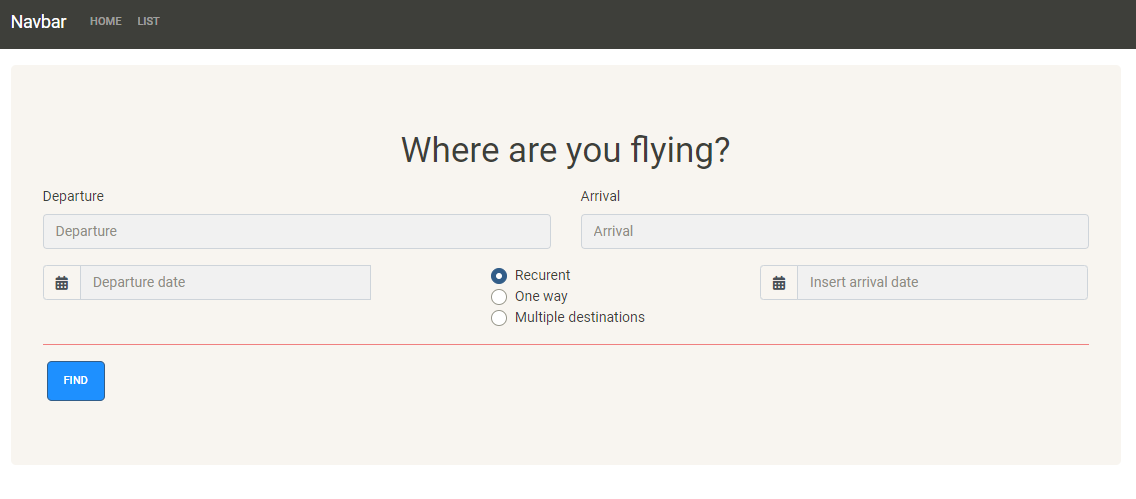 Navbar HOME LIST
Where are you flying?
Departure Arrival
Departure Arrival
Departure date Recurent Insert arrival date
One way
Multiple destinations
FIND